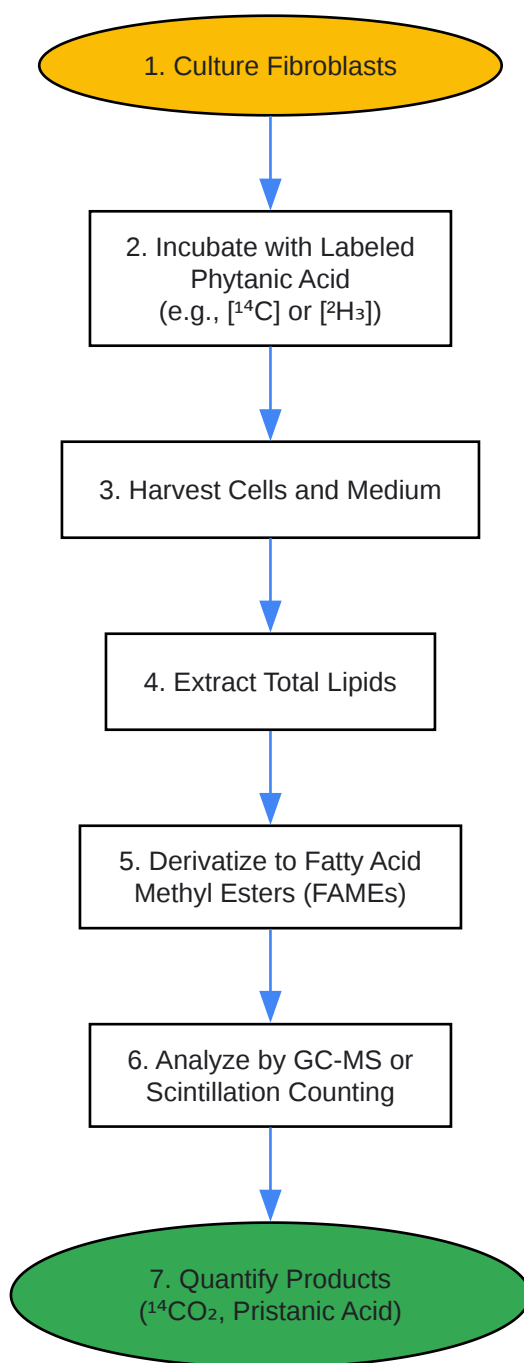 1. Culture Fibroblasts
2. Incubate with Labeled
Phytanic Acid
(e.g., [¹⁴C] or [²H₃])
3. Harvest Cells and Medium
4. Extract Total Lipids
5. Derivatize to Fatty Acid
Methyl Esters (FAMEs)
6. Analyze by GC-MS or
Scintillation Counting
7. Quantify Products
(¹⁴CO₂, Pristanic Acid)